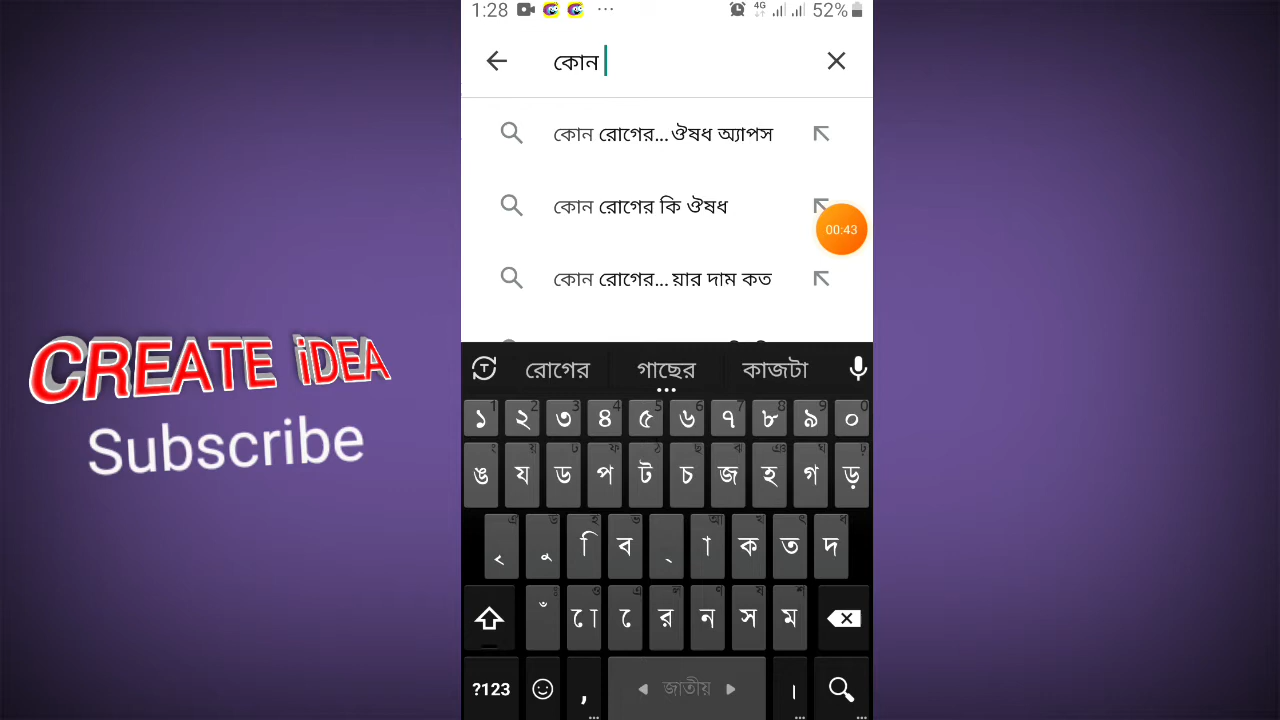 1:28 ... 4G 52%
কোন
কোন রোগের...ঔষধ অ্যাপস
কোন রোগের কি ঔষধ
00:43
কোন রোগের...য়ার দাম কত
CREATE iDEA
Subscribe
রোগের গাছের কাজটা
১ ২ ৩ ৪ ৫ ৬ ৭ ৮ ৯ ০
ঙ য ড প ট চ জ হ গ ড়
ৃ ু ি ব ্ া ক ত দ
ঁ ো ে র ন স ম
?123 , জাতীয় ।